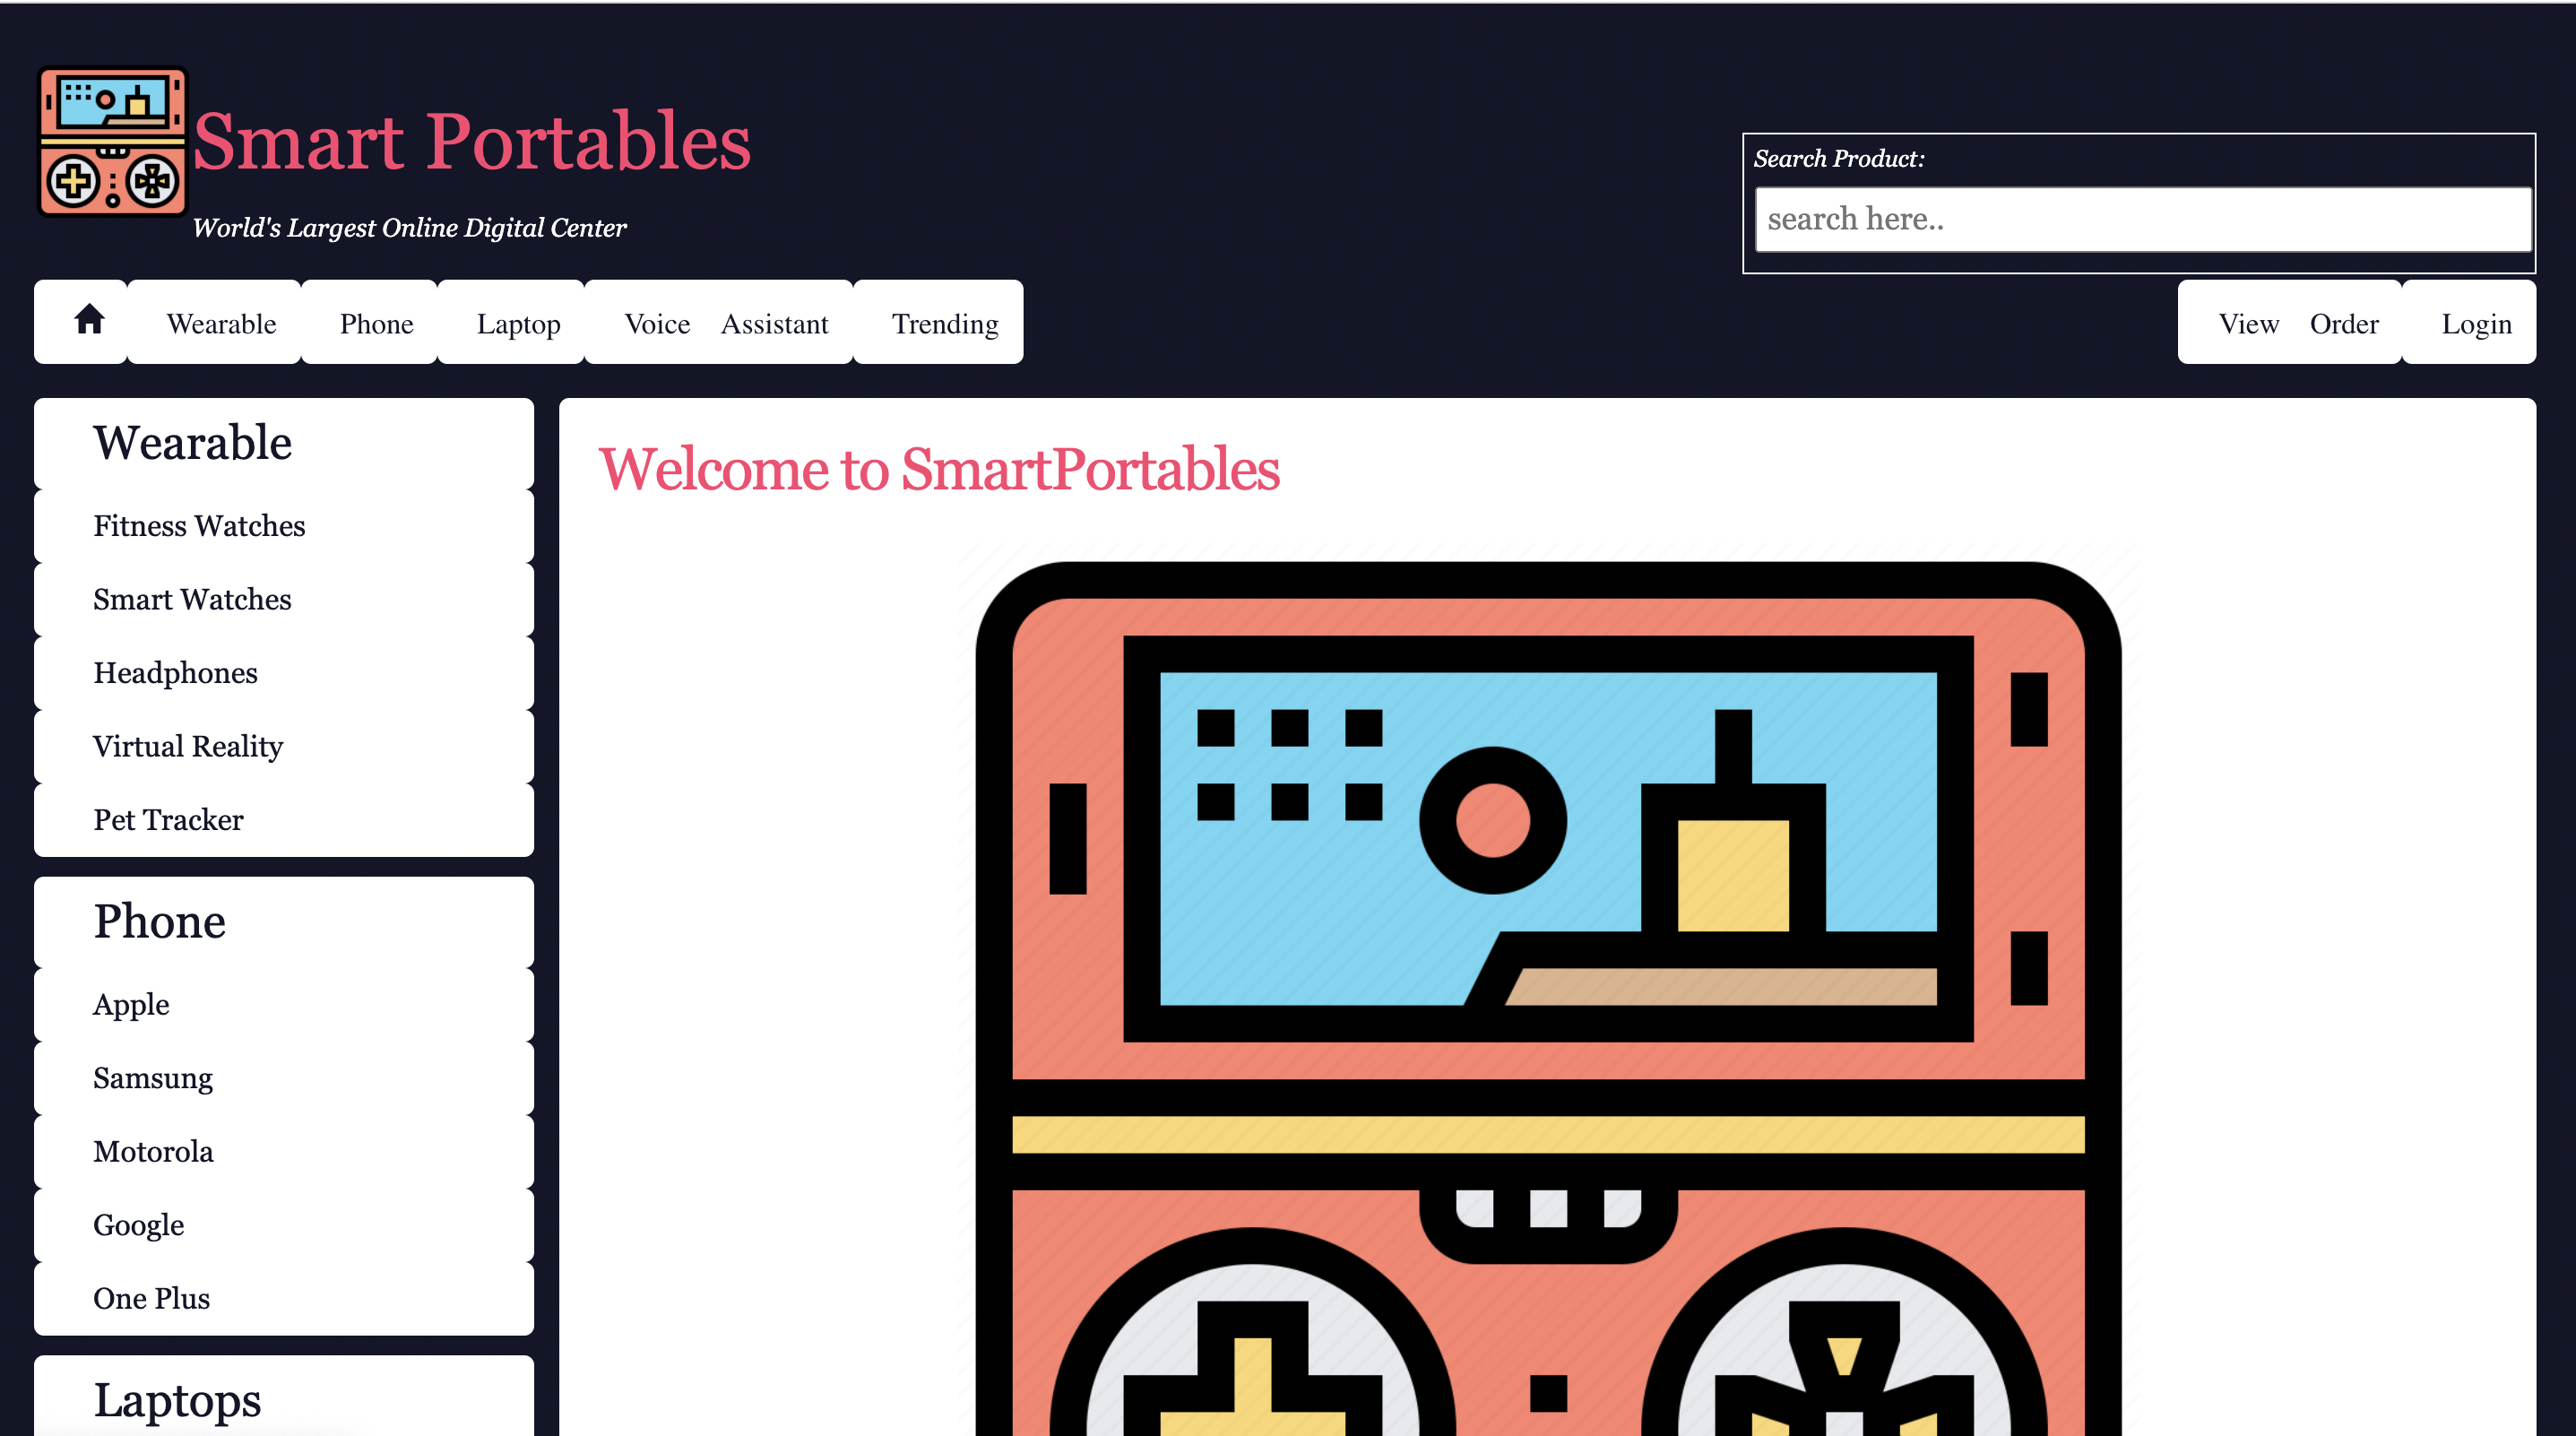 Smart Portables
World's Largest Online Digital Center
Search Product:
search here..
Wearable Phone Laptop Voice Assistant Trending View Order Login
Wearable
Fitness Watches
Smart Watches
Headphones
Virtual Reality
Pet Tracker
Phone
Apple
Samsung
Motorola
Google
One Plus
Laptops
Welcome to SmartPortables